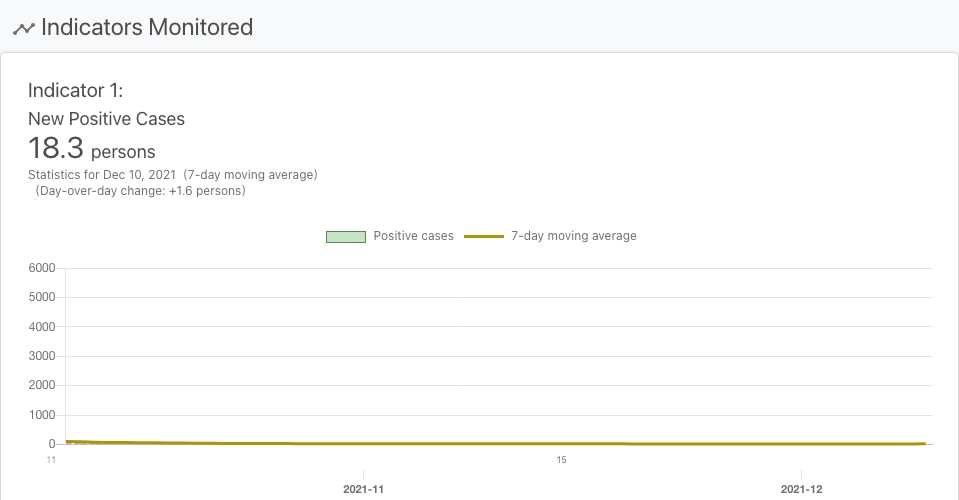 Indicators Monitored
Indicator 1:
New Positive Cases
18.3 persons
Statistics for Dec 10, 2021 (7-day moving average)
(Day-over-day change: +1.6 persons)
Positive cases 7-day moving average
6000
5000
4000
3000
2000
1000
0
11 15
2021-11 2021-12